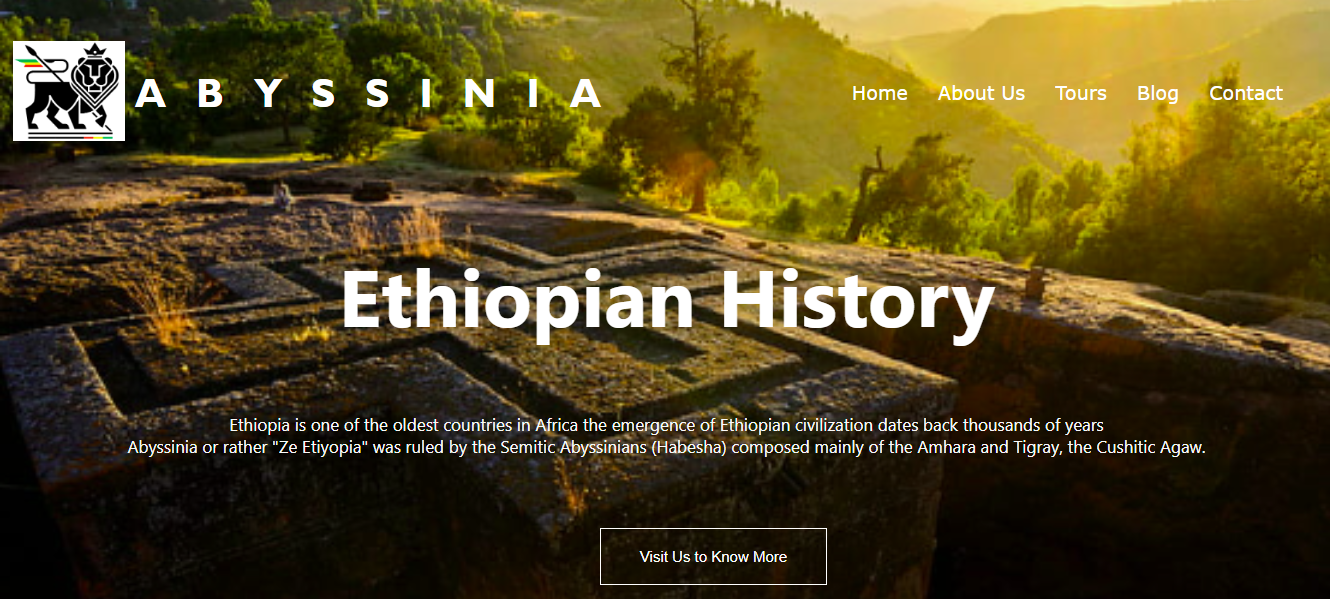 ABYSSINIA
Home About Us Tours Blog Contact
Ethiopian History
Ethiopia is one of the oldest countries in Africa the emergence of Ethiopian civilization dates back thousands of years
Abyssinia or rather "Ze Etiyopia" was ruled by the Semitic Abyssinians (Habesha) composed mainly of the Amhara and Tigray, the Cushitic Agaw.
Visit Us to Know More